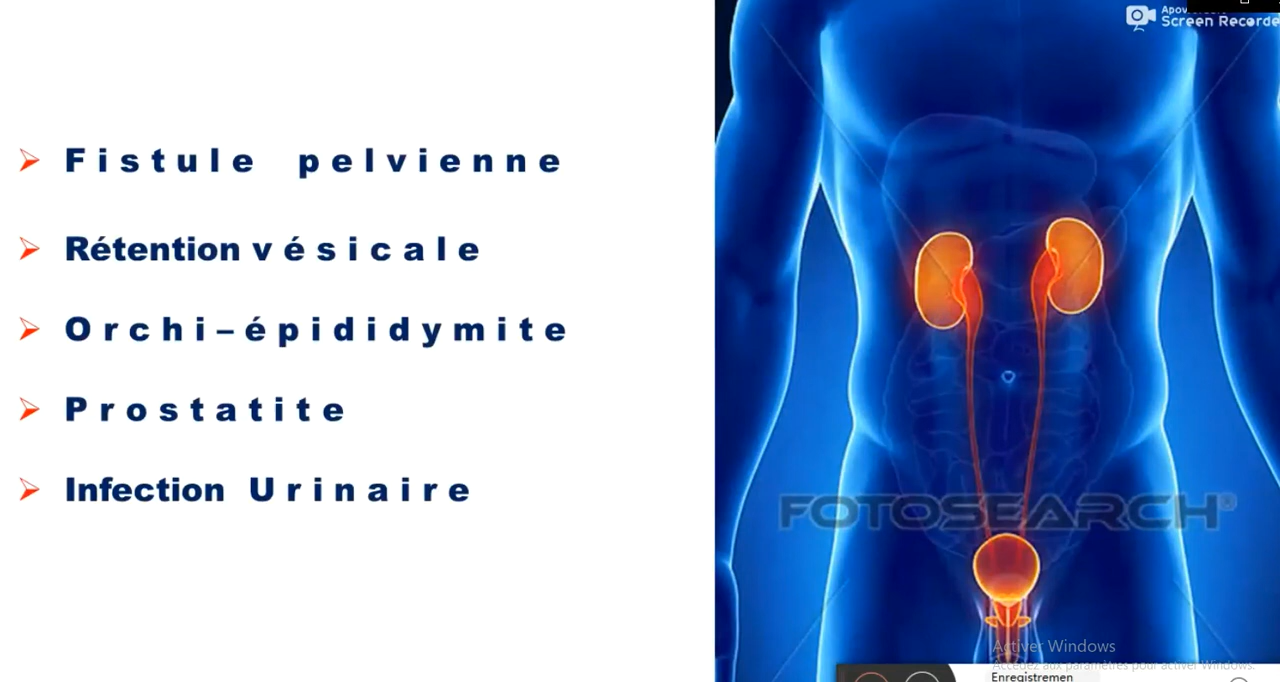 Fistule pelvienne
Rétention vésicale
Orchi–épididymite
Prostatite
Infection Urinaire
Screen Recorde
FOTOSEARCH®
Activer Windows
Accédez aux paramètres pour activer Windows.
Enregistremen